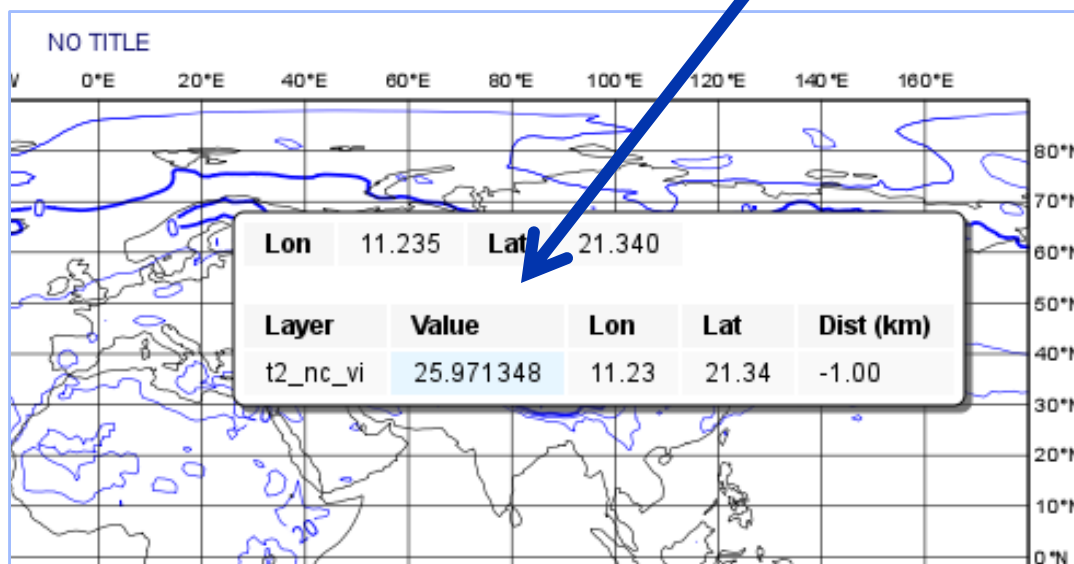 NO TITLE
0°E 20°E 40°E 60°E 80°E 100°E 120°E 140°E 160°E
80°N
70°N
0
60°N
Lon 11.235 Lat 21.340
50°N
Layer Value Lon Lat Dist (km)
40°N
t2_nc_vi 25.971348 11.23 21.34 -1.00
30°N
20°N
10°N
20
0°N